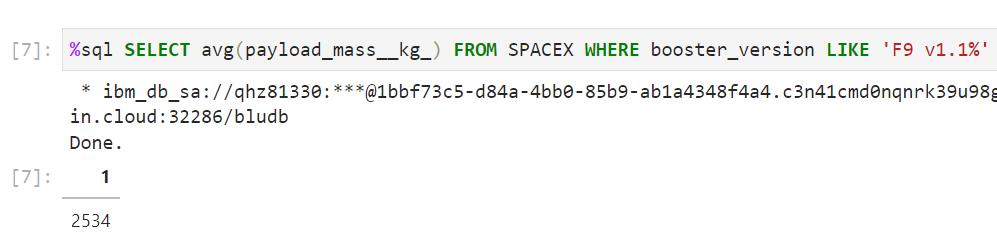 [7]: %sql SELECT avg(payload_mass__kg_) FROM SPACEX WHERE booster_version LIKE 'F9 v1.1%'
* ibm_db_sa://qhz81330:***@1bbf73c5-d84a-4bb0-85b9-ab1a4348f4a4.c3n41cmd0nqnrk39u98g
in.cloud:32286/bludb
Done.
[7]: 1
2534